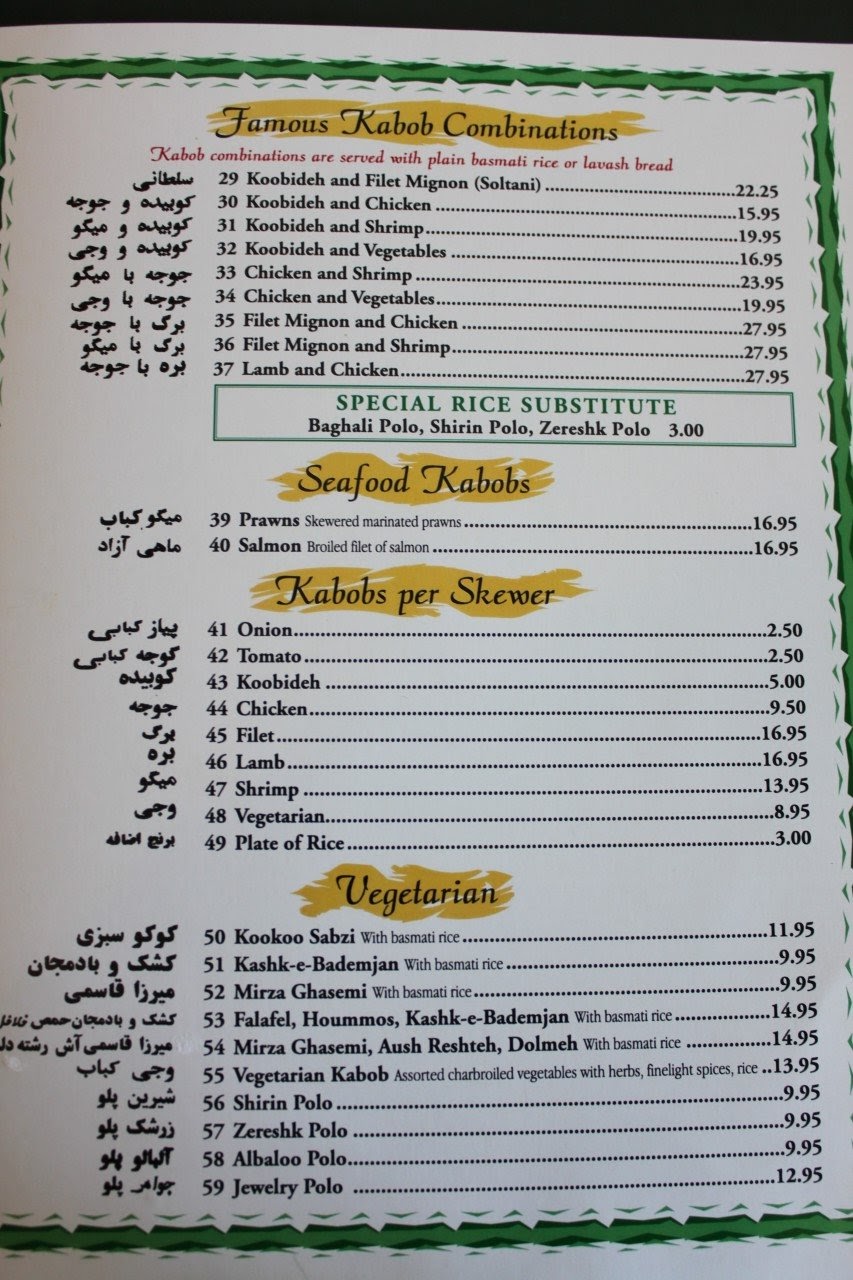 Famous Kabob Combinations
Kabob combinations are served with plain basmati rice or lavash bread
سلطانی 29 Koobideh and Filet Mignon (Soltani) 22.25
کوبیده و جوجه 30 Koobideh and Chicken 15.95
کوبیده و میگو 31 Koobideh and Shrimp 19.95
کوبیده و وجی 32 Koobideh and Vegetables 16.95
جوجه با میگو 33 Chicken and Shrimp 23.95
جوجه با وجی 34 Chicken and Vegetables 19.95
برگ با جوجه 35 Filet Mignon and Chicken 27.95
برگ با میگو 36 Filet Mignon and Shrimp 27.95
بره با جوجه 37 Lamb and Chicken 27.95
SPECIAL RICE SUBSTITUTE
Baghali Polo, Shirin Polo, Zereshk Polo 3.00
Seafood Kabobs
میگو کباب 39 Prawns Skewered marinated prawns 16.95
ماهی آزاد 40 Salmon Broiled filet of salmon 16.95
Kabobs per Skewer
پیاز کبابی 41 Onion 2.50
گوجه کبابی 42 Tomato 2.50
کوبیده 43 Koobideh 5.00
جوجه 44 Chicken 9.50
برگ 45 Filet 16.95
بره 46 Lamb 16.95
میگو 47 Shrimp 13.95
وجی 48 Vegetarian 8.95
برنج اضافه 49 Plate of Rice 3.00
Vegetarian
کوکو سبزی 50 Kookoo Sabzi With basmati rice 11.95
کشک و بادمجان 51 Kashk-e-Bademjan With basmati rice 9.95
میرزا قاسمی 52 Mirza Ghasemi With basmati rice 9.95
کشک و بادمجان حمص فلافل 53 Falafel, Hoummos, Kashk-e-Bademjan With basmati rice 14.95
میرزا قاسمی آش رشته 54 Mirza Ghasemi, Aush Reshteh, Dolmeh With basmati rice 14.95
وجی کباب 55 Vegetarian Kabob Assorted charbroiled vegetables with herbs, finelight spices, rice 13.95
شیرین پلو 56 Shirin Polo 9.95
زرشک پلو 57 Zereshk Polo 9.95
آلبالو پلو 58 Albaloo Polo 9.95
جواهر پلو 59 Jewelry Polo 12.95